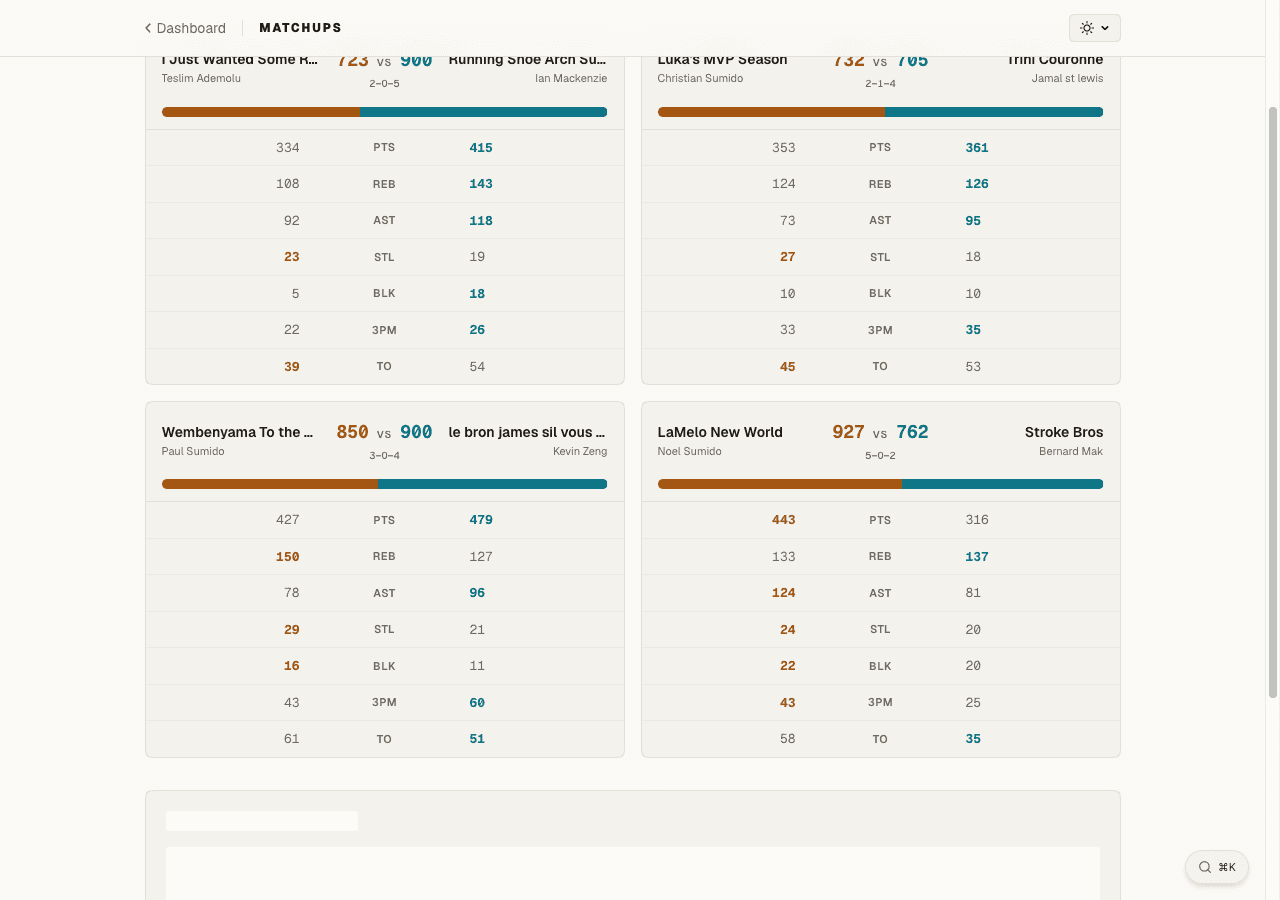 Dashboard MATCHUPS
I Just Wanted Some R... 723 vs 900 Running Shoe Arch Su...
Teslim Ademolu 2–0–5 Ian Mackenzie
334 PTS 415
108 REB 143
92 AST 118
23 STL 19
5 BLK 18
22 3PM 26
39 TO 54
Luka's MVP Season 732 vs 705 Trini Couronne
Christian Sumido 2–1–4 Jamal st lewis
353 PTS 361
124 REB 126
73 AST 95
27 STL 18
10 BLK 10
33 3PM 35
45 TO 53
Wembenyama To the ... 850 vs 900 le bron james sil vous ...
Paul Sumido 3–0–4 Kevin Zeng
427 PTS 479
150 REB 127
78 AST 96
29 STL 21
16 BLK 11
43 3PM 60
61 TO 51
LaMelo New World 927 vs 762 Stroke Bros
Noel Sumido 5–0–2 Bernard Mak
443 PTS 316
133 REB 137
124 AST 81
24 STL 20
22 BLK 20
43 3PM 25
58 TO 35
⌘K